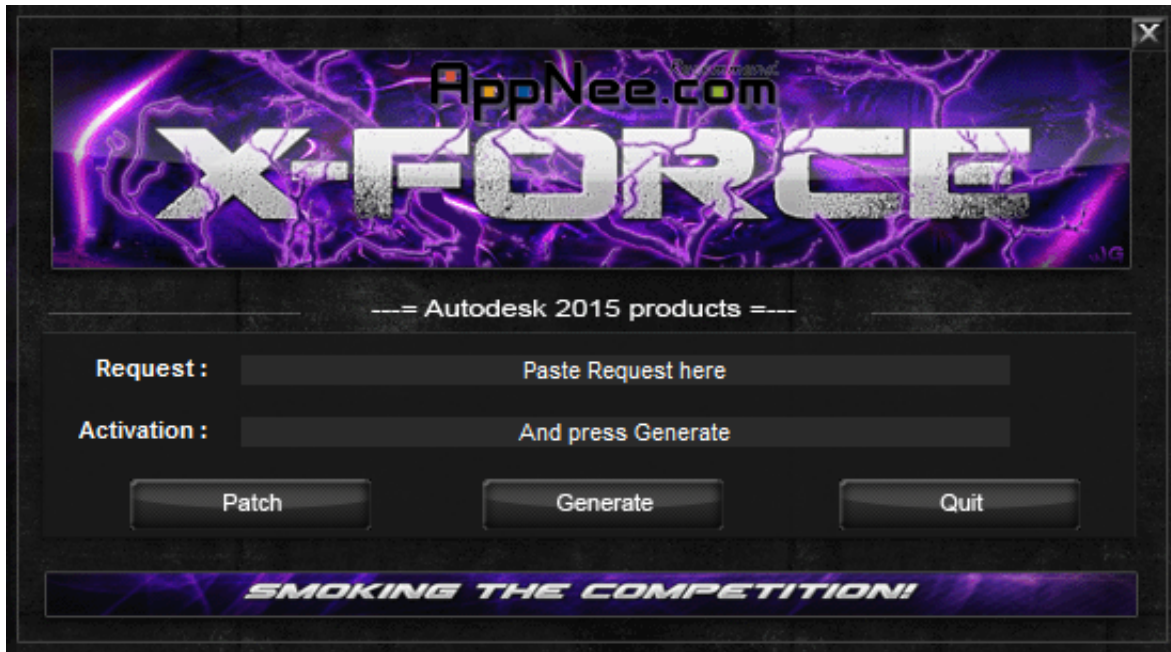 X
Recommend
AppNee.com
X-FORCE
---= Autodesk 2015 products =---
Request : Paste Request here
Activation : And press Generate
Patch Generate Quit
SMOKING THE COMPETITION!